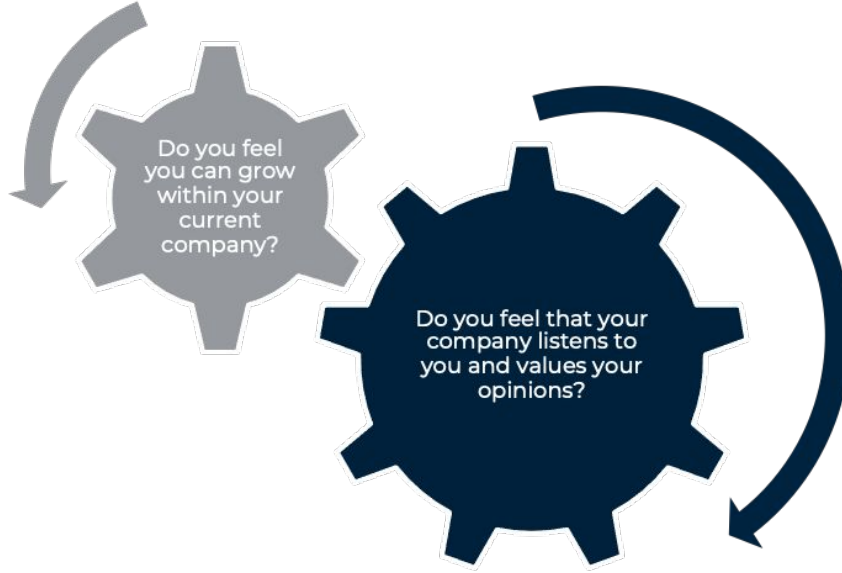 Do you feel
you can grow
within your
current
company?
Do you feel that your
company listens to
you and values your
opinions?